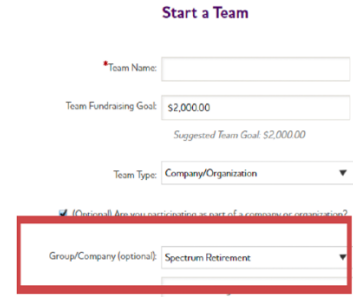 Start a Team
*Team Name:
Team Fundraising Goal: $2,000.00
Suggested Team Goal: $2,000.00
Team Type: Company/Organization
(Optional) Are you participating as part of a company or organization?
Group/Company (optional): Spectrum Retirement